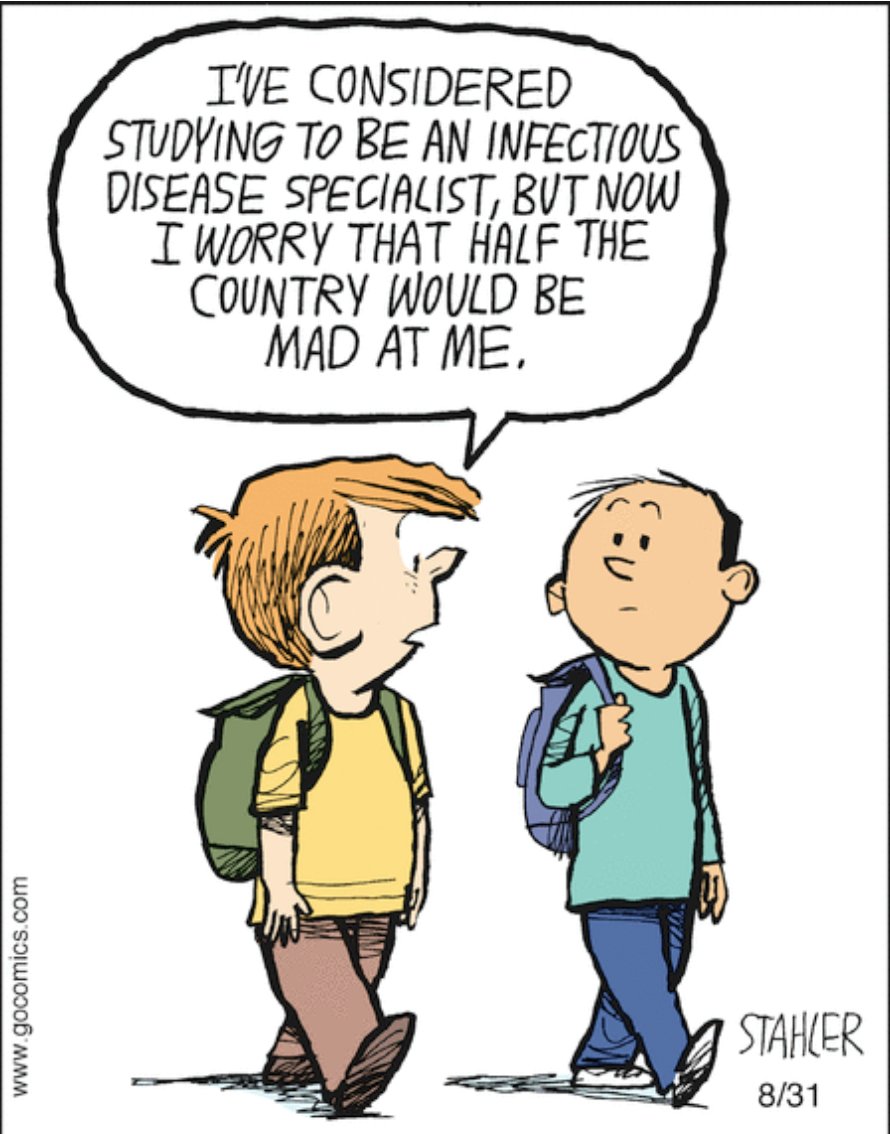 I'VE CONSIDERED
STUDYING TO BE AN INFECTIOUS
DISEASE SPECIALIST, BUT NOW
I WORRY THAT HALF THE
COUNTRY WOULD BE
MAD AT ME.
www.gocomics.com
STAHLER
8/31